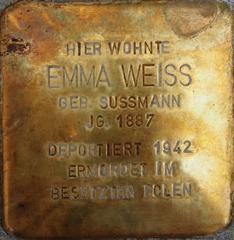 HIER WOHNTE
EMMA WEISS
GEB. SUSSMANN
JG. 1887
DEPORTIERT 1942
ERMORDET IM
BESETZTEN POLEN